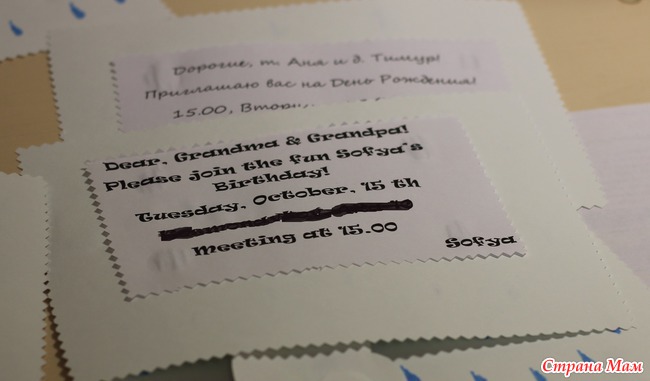 Дорогие, т. Аня и д. Тимур!
Приглашаю вас на День Рождения!
15.00, Вторн
Dear, Grandma & Grandpa!
Please join the fun Sofya's
Birthday!
Tuesday, October, 15 th
Meeting at 15.00
Sofya
Страна Мам